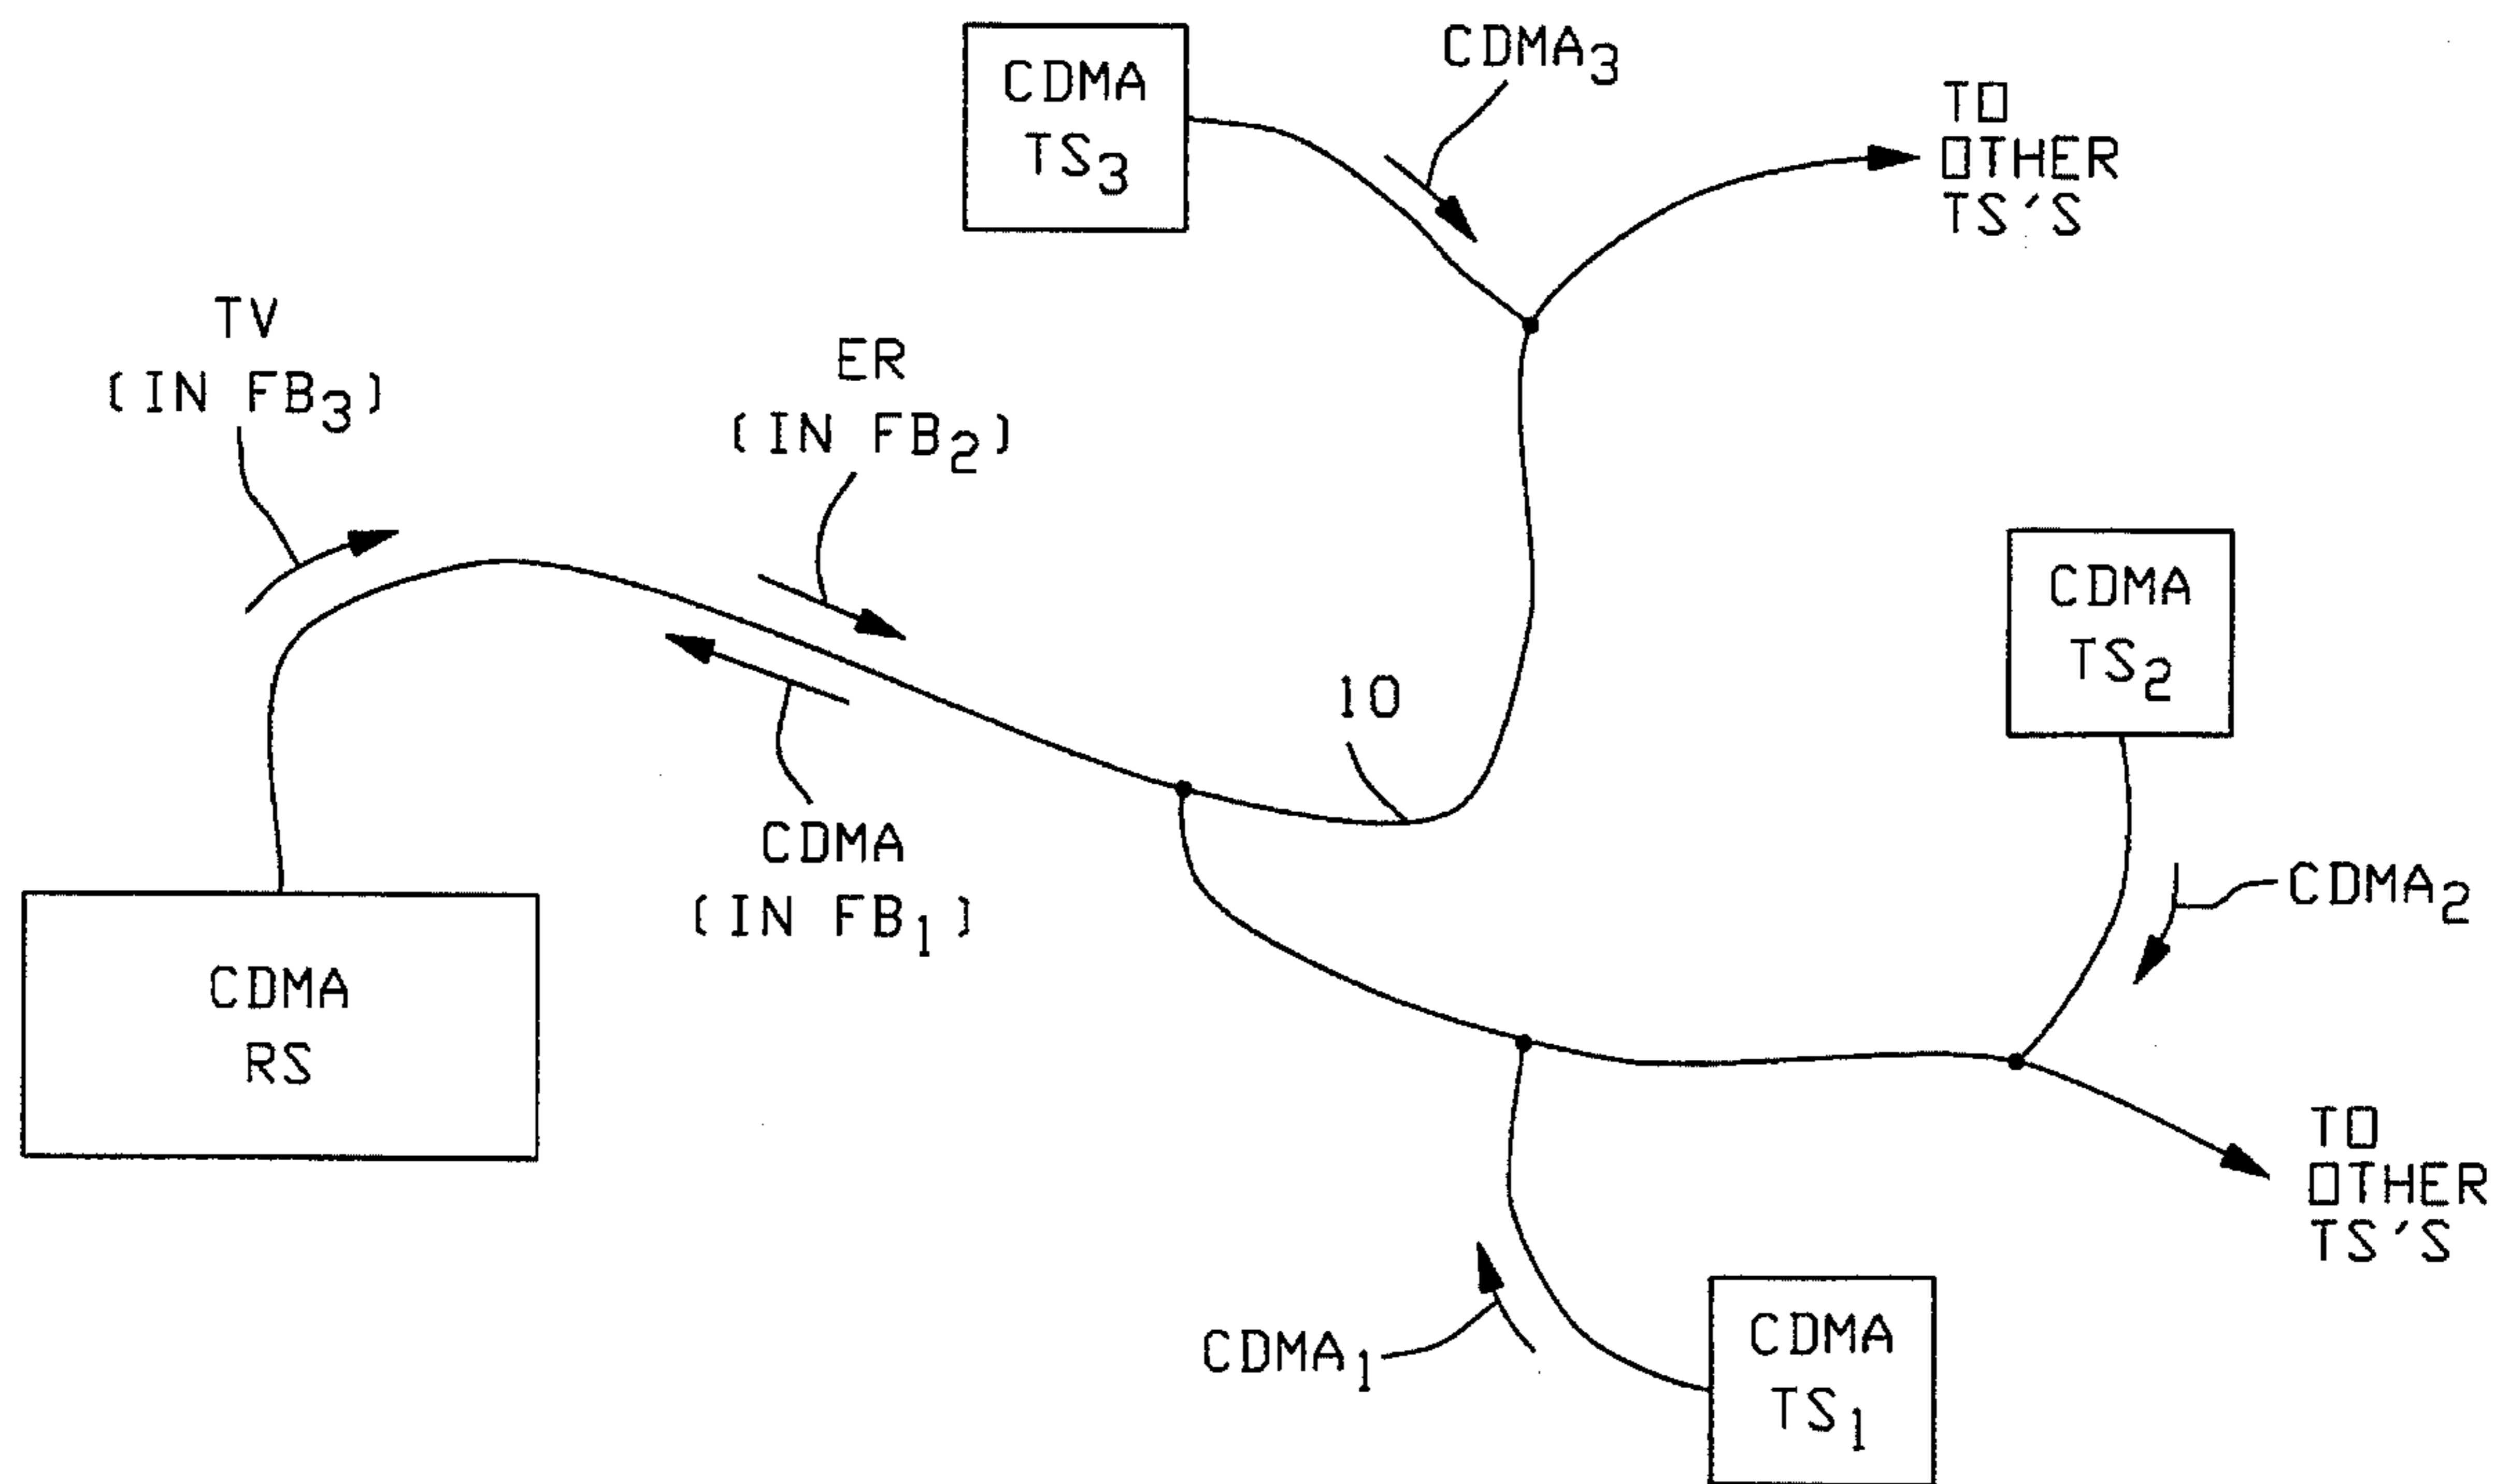 CDMA
TS3
CDMA3
TO
OTHER
TS'S
TV
(IN FB3)
ER
(IN FB2)
CDMA
TS2
10
CDMA
(IN FB1)
CDMA2
CDMA
RS
TO
OTHER
TS'S
CDMA1
CDMA
TS1